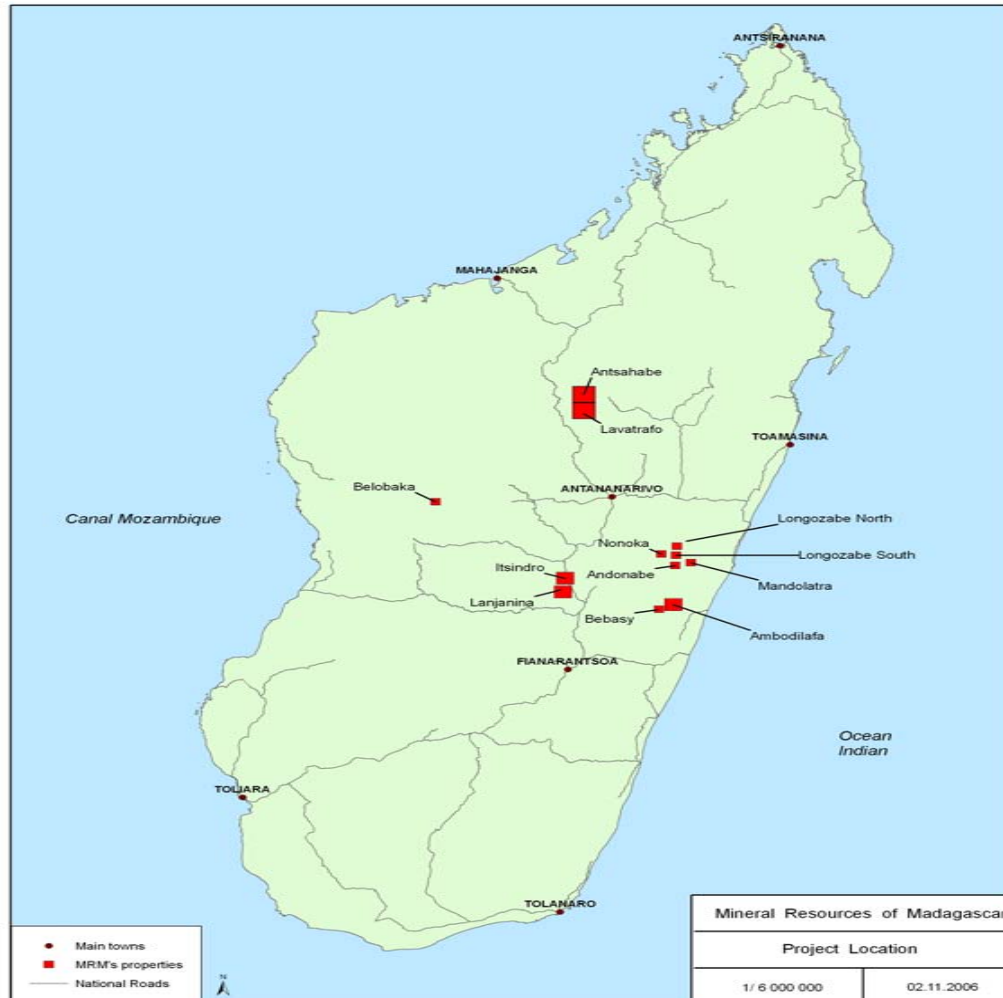 ANTSIRANANA
MAHAJANGA
Antsahabe
Lavatrafo
TOAMASINA
Belobaka
ANTANANARIVO
Canal Mozambique
Longozabe North
Nonoka
Longozabe South
Itsindro
Andonabe
Mandolatra
Lanjanina
Bebasy
Ambodilafa
FIANARANTSOA
Ocean
Indian
TOLIARA
TOLANARO
Mineral Resources of Madagascar
Project Location
1/ 6 000 000
02.11.2006
Main towns
MRM's properties
National Roads
N